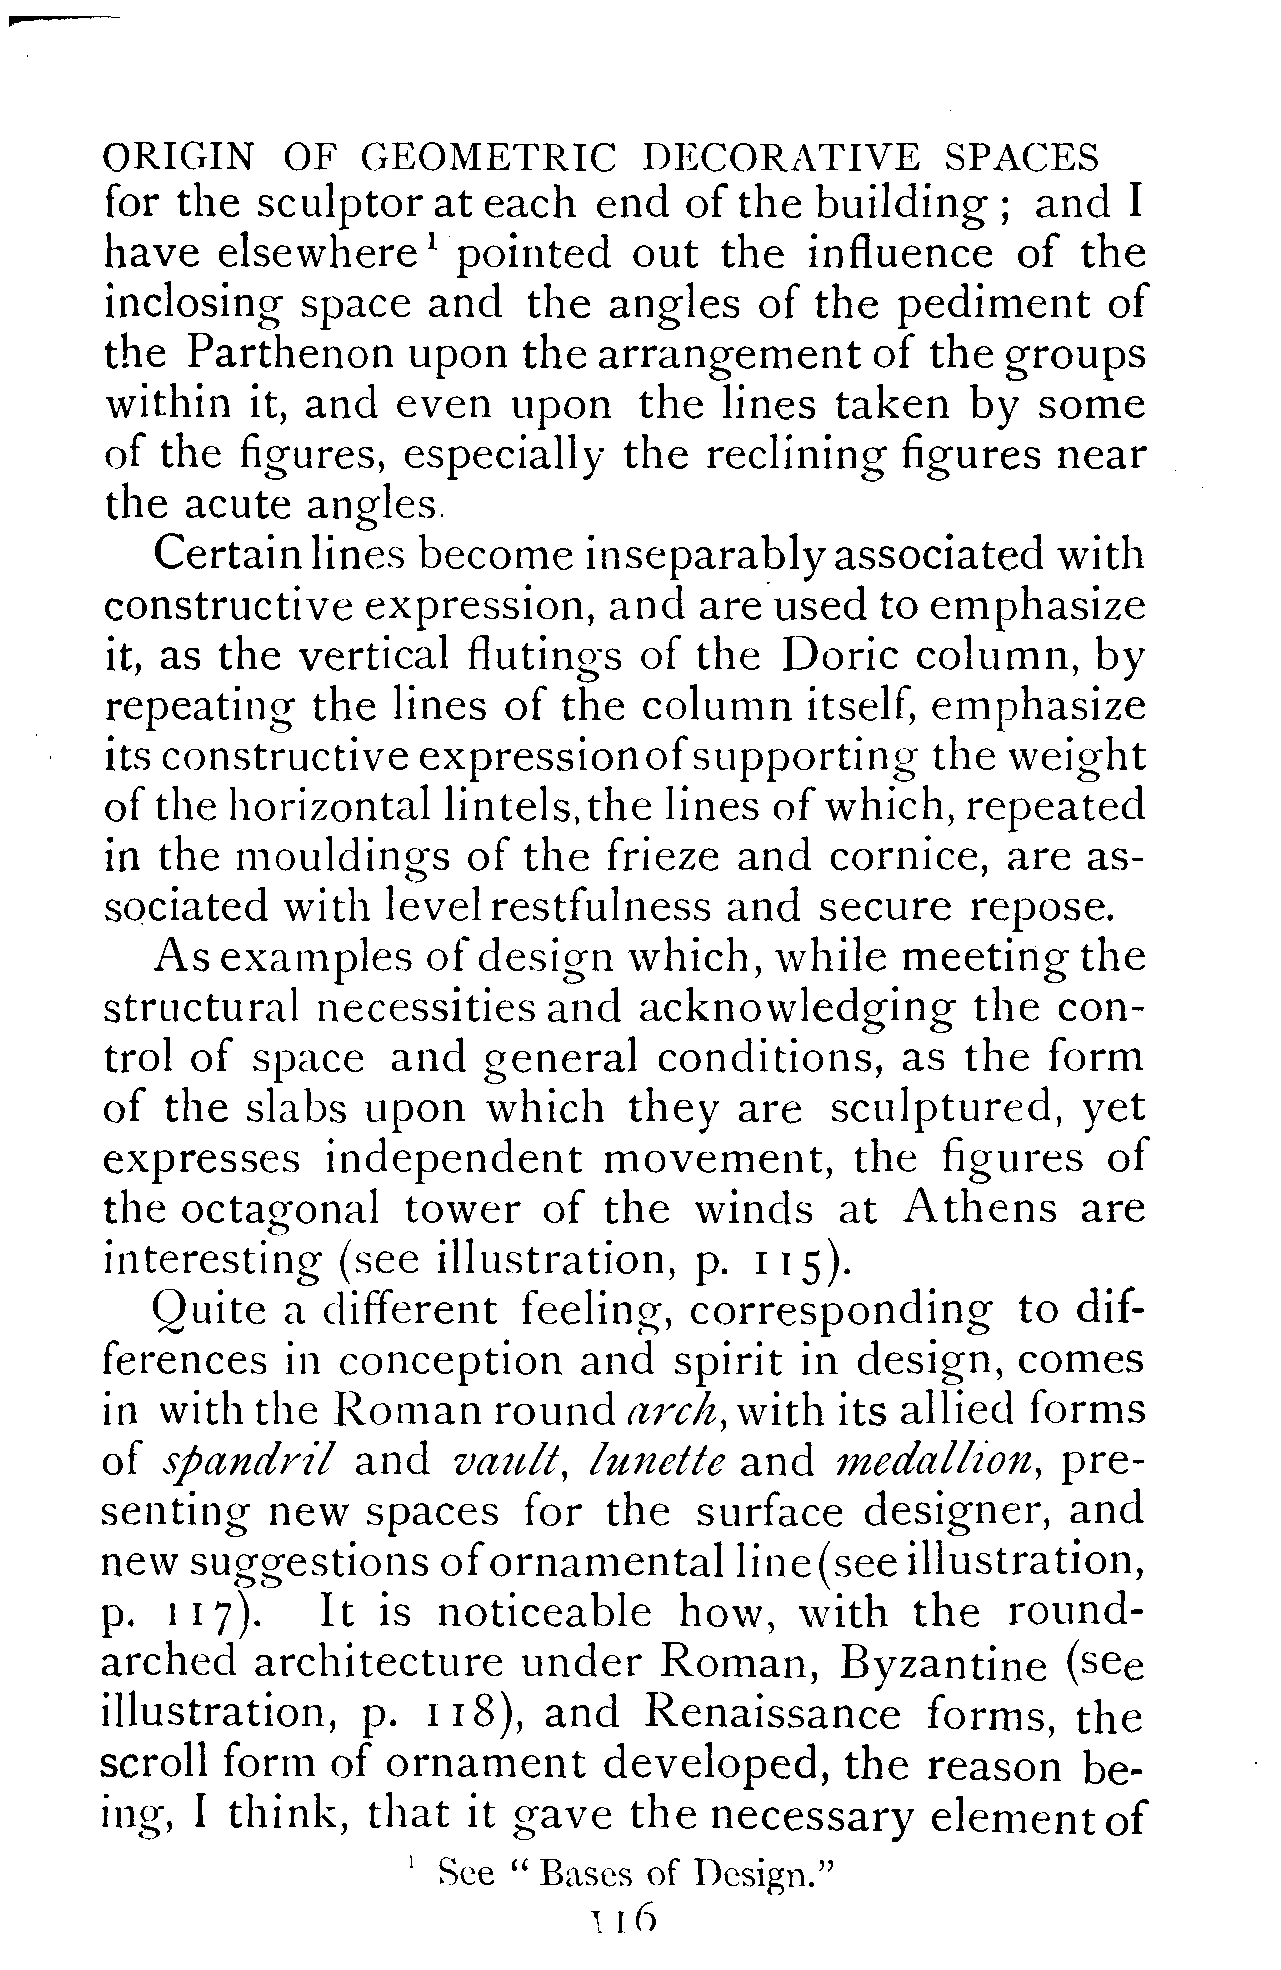 ORIGIN OF GEOMETRIC DECORATIVE SPACES
for the sculptor at each end of the building ; and I
have elsewhere¹ pointed out the influence of the
inclosing space and the angles of the pediment of
the Parthenon upon the arrangement of the groups
within it, and even upon the lines taken by some
of the figures, especially the reclining figures near
the acute angles.
Certain lines become inseparably associated with
constructive expression, and are used to emphasize
it, as the vertical flutings of the Doric column, by
repeating the lines of the column itself, emphasize
its constructive expression of supporting the weight
of the horizontal lintels, the lines of which, repeated
in the mouldings of the frieze and cornice, are as-
sociated with level restfulness and secure repose.
As examples of design which, while meeting the
structural necessities and acknowledging the con-
trol of space and general conditions, as the form
of the slabs upon which they are sculptured, yet
expresses independent movement, the figures of
the octagonal tower of the winds at Athens are
interesting (see illustration, p. 115).
Quite a different feeling, corresponding to dif-
ferences in conception and spirit in design, comes
in with the Roman round arch, with its allied forms
of spandril and vault, lunette and medallion, pre-
senting new spaces for the surface designer, and
new suggestions of ornamental line (see illustration,
p. 117). It is noticeable how, with the round-
arched architecture under Roman, Byzantine (see
illustration, p. 118), and Renaissance forms, the
scroll form of ornament developed, the reason be-
ing, I think, that it gave the necessary element of
¹ See “ Bases of Design.”
116